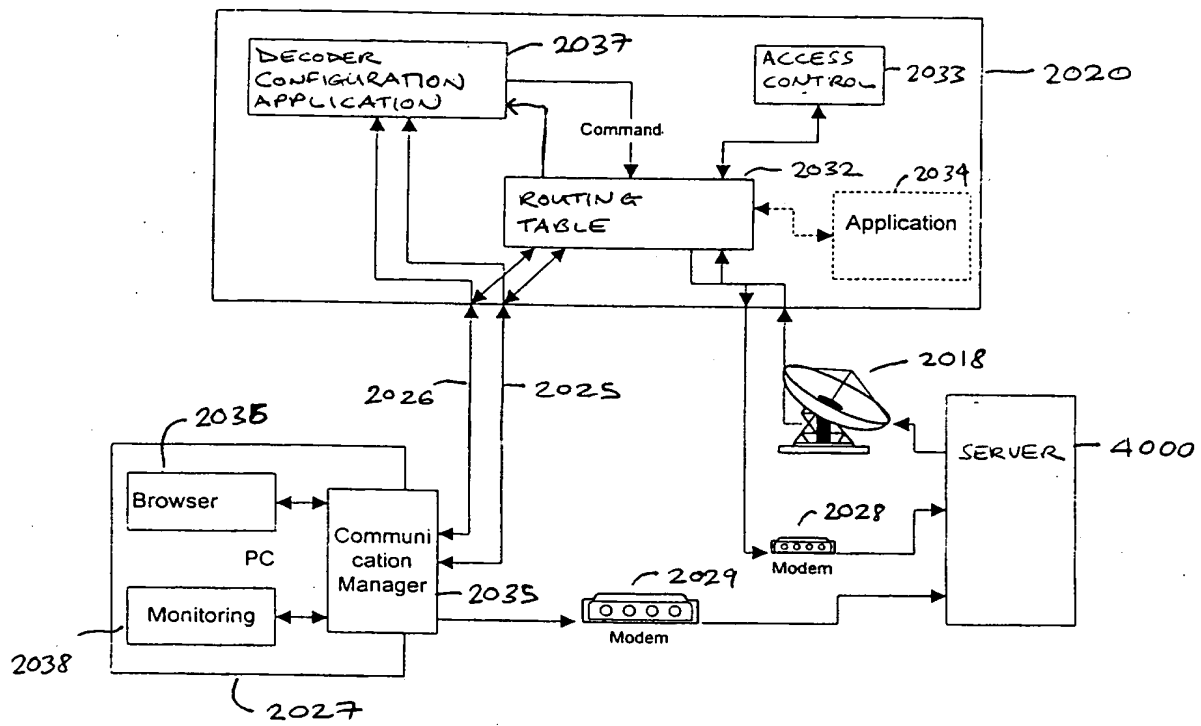 DECODER
CONFIGURATION
APPLICATION
2037
ACCESS
CONTROL
2033
2020
Command
2032
2034
ROUTING
TABLE
Application
2026
2025
2018
SERVER
4000
Browser
PC
Communi
cation
Manager
2035
2028
Modem
2029
Modem
Monitoring
2038
2027